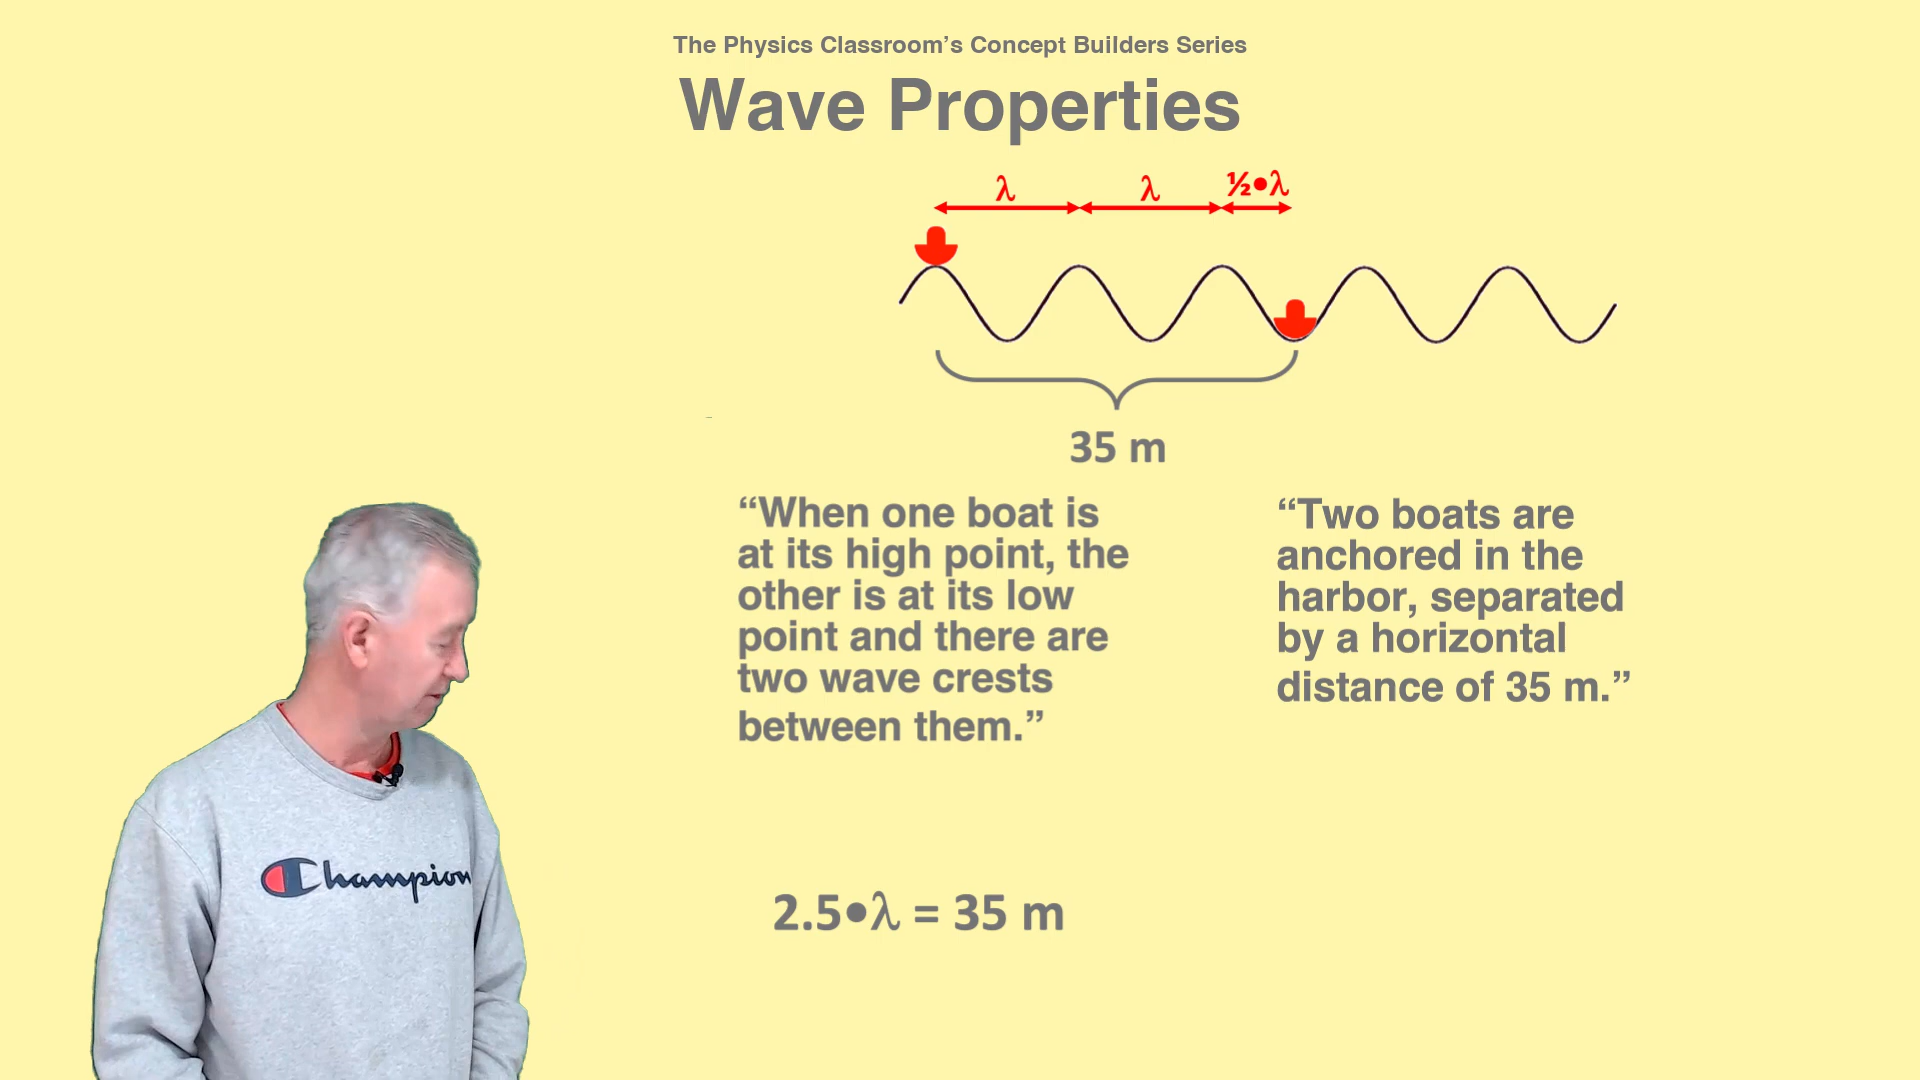 The Physics Classroom’s Concept Builders Series
Wave Properties
λ λ ½•λ
35 m
“When one boat is
at its high point, the
other is at its low
point and there are
two wave crests
between them.”
“Two boats are
anchored in the
harbor, separated
by a horizontal
distance of 35 m.”
Champion
2.5•λ = 35 m